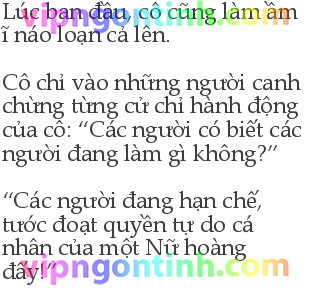 vipngontinh.com
Lúc ban đầu, cô cũng làm ầm
ĩ náo loạn cả lên.
Cô chỉ vào những người canh
chừng từng cử chỉ hành động
của cô: “Các người có biết các
người đang làm gì không?”
“Các người đang hạn chế,
tước đoạt quyền tự do cá
nhân của một Nữ hoàng
đấy!”
vipngontinh.com